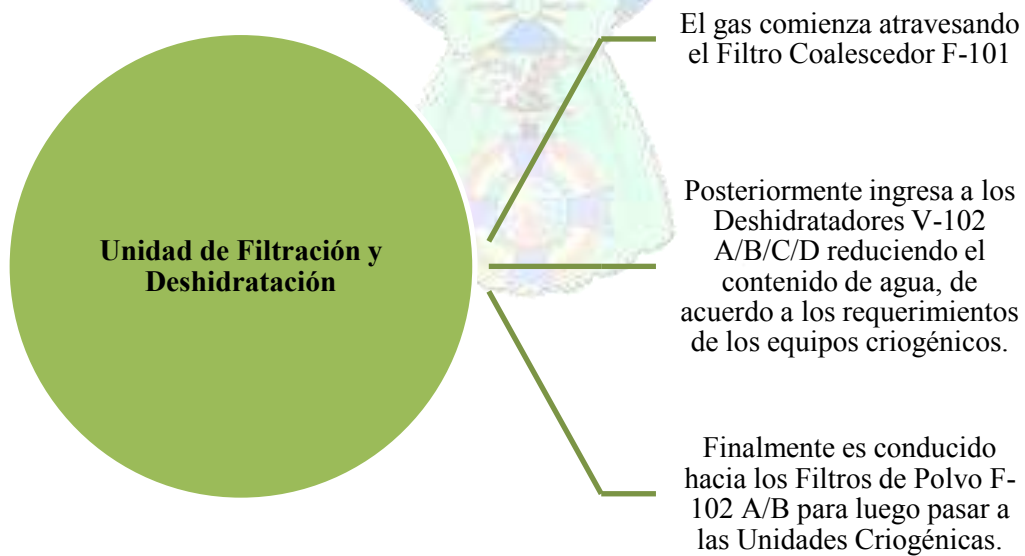 El gas comienza atravesando
el Filtro Coalescedor F-101
Unidad de Filtración y
Deshidratación
Posteriormente ingresa a los
Deshidratadores V-102
A/B/C/D reduciendo el
contenido de agua, de
acuerdo a los requerimientos
de los equipos criogénicos.
Finalmente es conducido
hacia los Filtros de Polvo F-
102 A/B para luego pasar a
las Unidades Criogénicas.